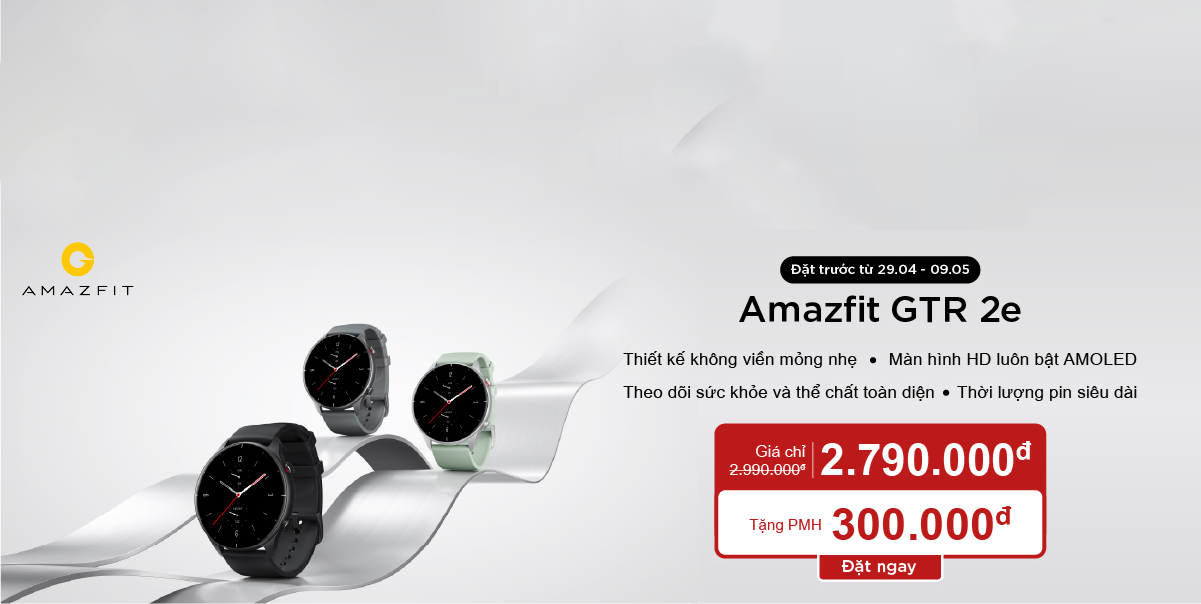 AMAZFIT
Đặt trước từ 29.04 - 09.05
Amazfit GTR 2e
Thiết kế không viền mỏng nhẹ • Màn hình HD luôn bật AMOLED
Theo dõi sức khỏe và thể chất toàn diện • Thời lượng pin siêu dài
Giá chỉ 2.790.000đ
2.990.000đ
Tặng PMH 300.000đ
Đặt ngay